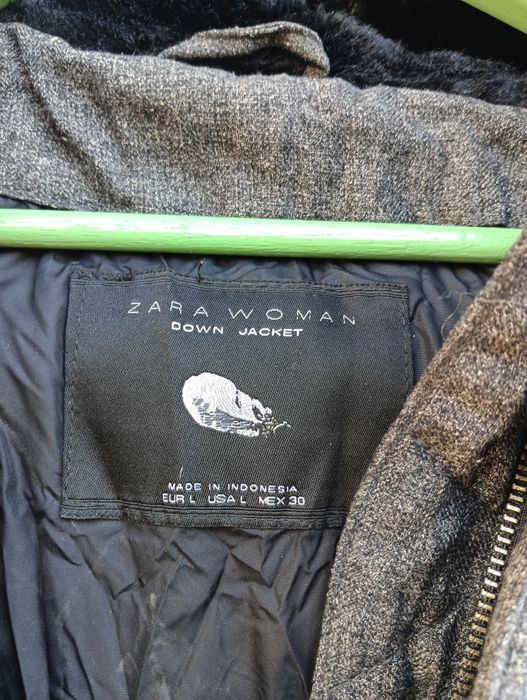 ZARA WOMAN
DOWN JACKET
MADE IN INDONESIA
EUR L USA L MEX 30